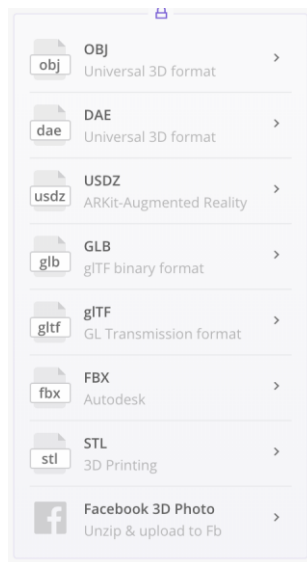 obj
OBJ
Universal 3D format
dae
DAE
Universal 3D format
usdz
USDZ
ARKit-Augmented Reality
glb
GLB
glTF binary format
gltf
glTF
GL Transmission format
fbx
FBX
Autodesk
stl
STL
3D Printing
Facebook 3D Photo
Unzip & upload to Fb